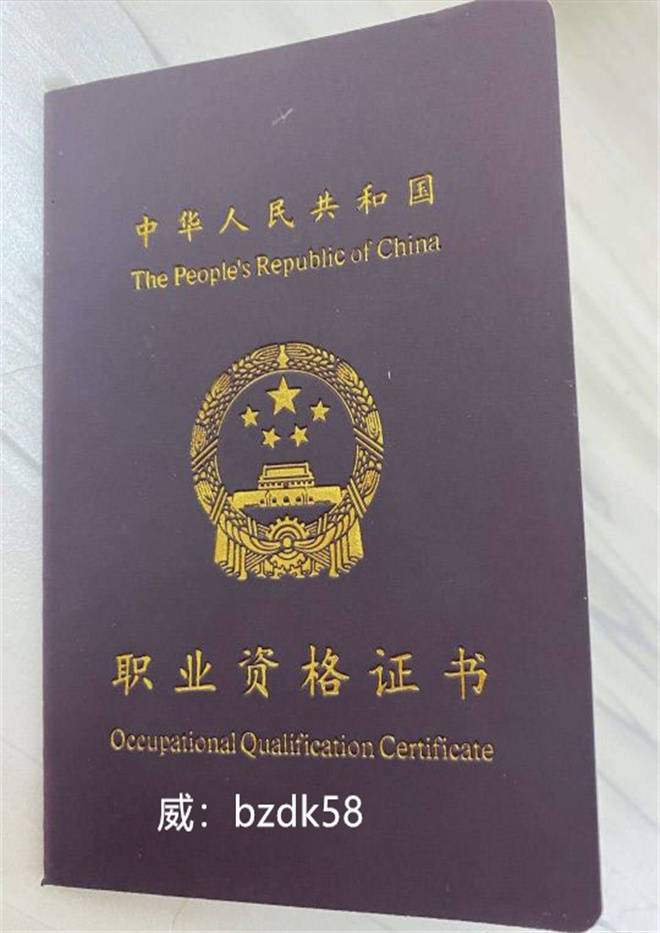 中华人民共和国
The People's Republic of China
职业资格证书
Occupational Qualification Certificate
威：bzdk58